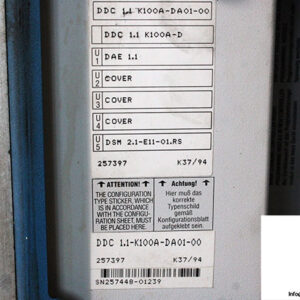 DDC 1.1-K100A-DA01-00
DDC 1.1 K100A-D
U1 DAE 1.1
U2 COVER
U3 COVER
U4 COVER
U5 DSM 2.1-E11-01.RS
257397 K37/94
↑ ATTENTION! ↑
THE CONFIGURATION
TYPE STICKER, WHICH
IS IN ACCORDANCE
WITH THE CONFIGU-
RATION SHEET, MUST
BE PLACED HERE.
↑ Achtung! ↑
Hier muß das
korrekte
Typenschild
gemäß
Konfigurationsblatt
aufgeklebt sein.
DDC 1.1-K100A-DA01-00
257397 K37/94
SN257448-01239